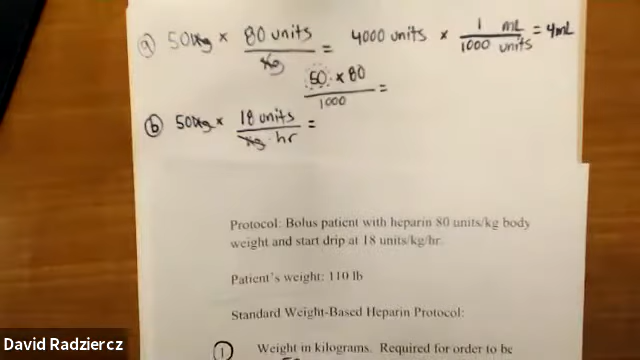 ⓐ 50kg × 80 units/kg = 4000 units × 1 mL/1000 units = 4mL
50 × 80/1000 =
ⓑ 50kg × 18 units/kg · hr =
Protocol: Bolus patient with heparin 80 units/kg body
weight and start drip at 18 units/kg/hr.
Patient's weight: 110 lb
Standard Weight-Based Heparin Protocol:
① Weight in kilograms. Required for order to be
David Radziercz